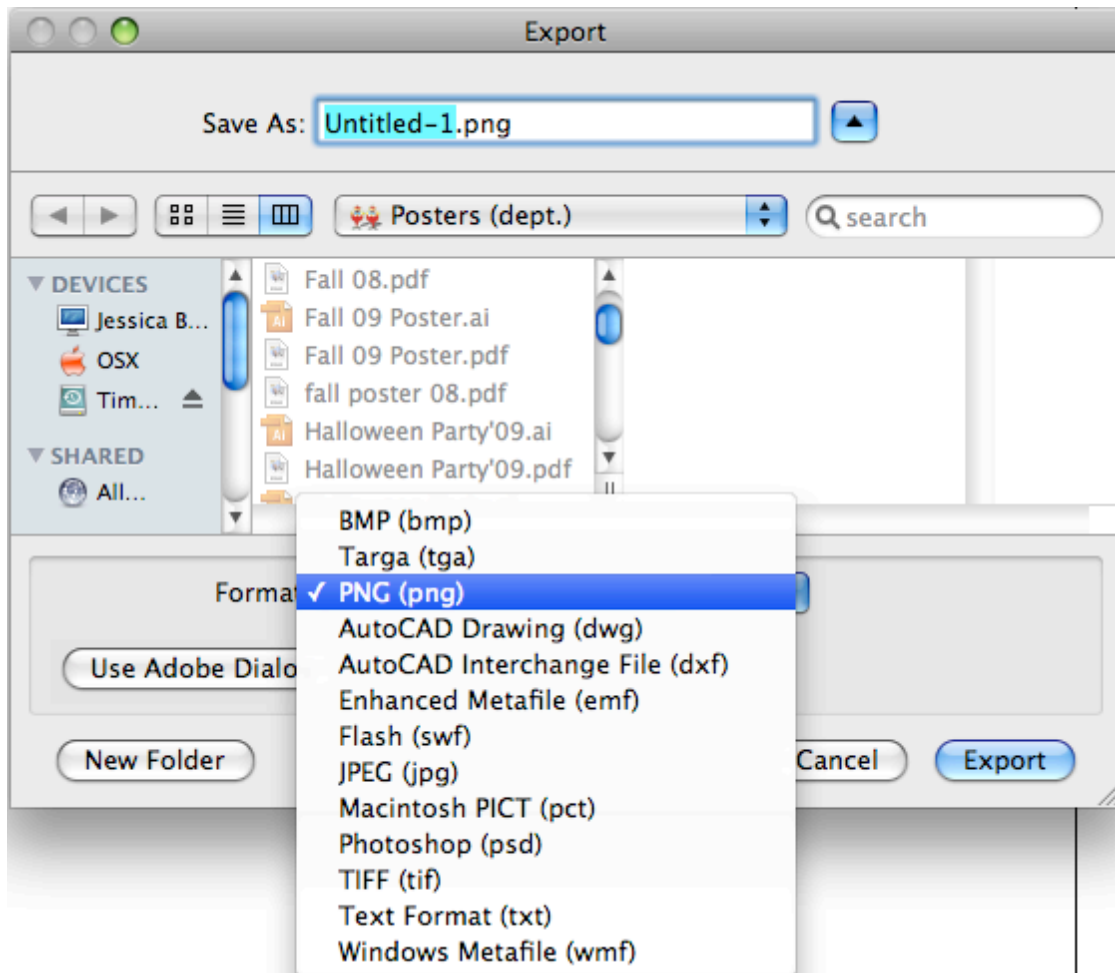 Export
Save As: Untitled-1.png
Posters (dept.)
search
DEVICES
Jessica B...
OSX
Tim...
SHARED
All...
Fall 08.pdf
Fall 09 Poster.ai
Fall 09 Poster.pdf
fall poster 08.pdf
Halloween Party'09.ai
Halloween Party'09.pdf
Forma
Use Adobe Dialo
BMP (bmp)
Targa (tga)
✓ PNG (png)
AutoCAD Drawing (dwg)
AutoCAD Interchange File (dxf)
Enhanced Metafile (emf)
Flash (swf)
JPEG (jpg)
Macintosh PICT (pct)
Photoshop (psd)
TIFF (tif)
Text Format (txt)
Windows Metafile (wmf)
New Folder
Cancel
Export